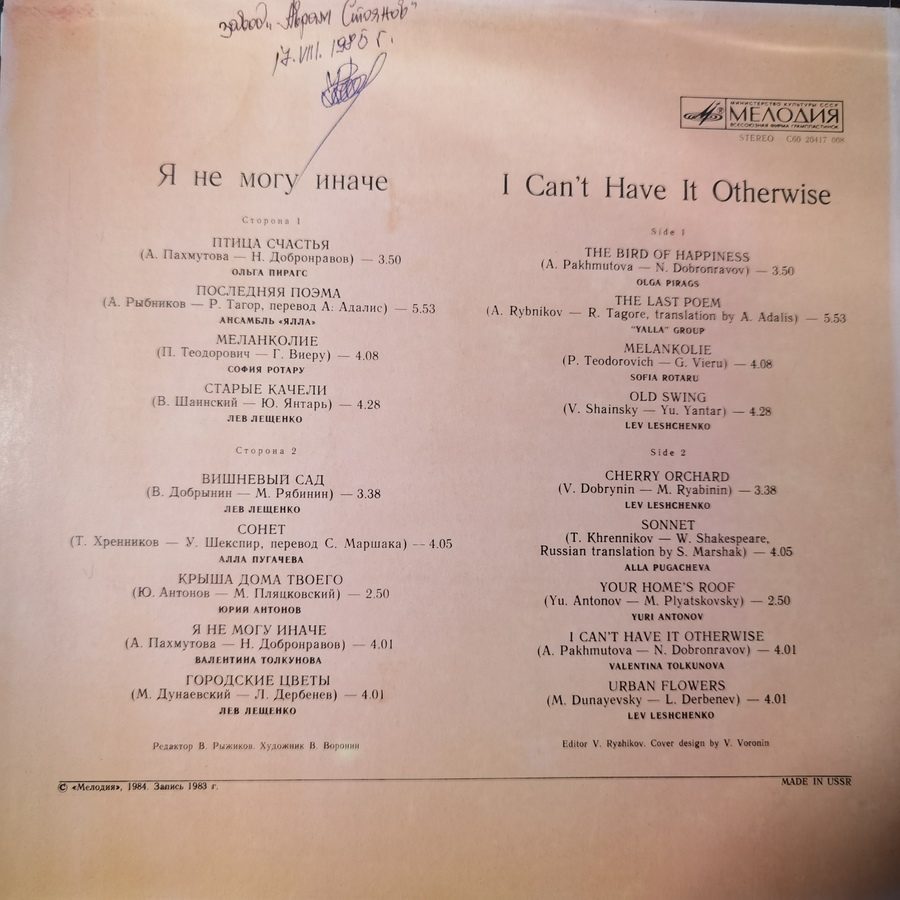 завод "Аврам Стоянов"
17.VIII.1985 г.
МИНИСТЕРСТВО КУЛЬТУРЫ СССР
МЕЛОДИЯ
ВСЕСОЮЗНАЯ ФИРМА ГРАМПЛАСТИНОК
STEREO С60 20417 008
Я не могу иначе
Сторона 1
ПТИЦА СЧАСТЬЯ
(А. Пахмутова — Н. Добронравов) — 3.50
ОЛЬГА ПИРАГС
ПОСЛЕДНЯЯ ПОЭМА
(А. Рыбников — Р. Тагор, перевод А. Адалис) — 5.53
АНСАМБЛЬ «ЯЛЛА»
МЕЛАНКОЛИЕ
(П. Теодорович — Г. Виеру) — 4.08
СОФИЯ РОТАРУ
СТАРЫЕ КАЧЕЛИ
(В. Шаинский — Ю. Янтарь) — 4.28
ЛЕВ ЛЕЩЕНКО
Сторона 2
ВИШНЕВЫЙ САД
(В. Добрынин — М. Рябинин) — 3.38
ЛЕВ ЛЕЩЕНКО
СОНЕТ
(Т. Хренников — У. Шекспир, перевод С. Маршака) — 4.05
АЛЛА ПУГАЧЕВА
КРЫША ДОМА ТВОЕГО
(Ю. Антонов — М. Пляцковский) — 2.50
ЮРИЙ АНТОНОВ
Я НЕ МОГУ ИНАЧЕ
(А. Пахмутова — Н. Добронравов) — 4.01
ВАЛЕНТИНА ТОЛКУНОВА
ГОРОДСКИЕ ЦВЕТЫ
(М. Дунаевский — Л. Дербенев) — 4.01
ЛЕВ ЛЕЩЕНКО
Редактор В. Рыжиков. Художник В. Воронин
I Can't Have It Otherwise
Side 1
THE BIRD OF HAPPINESS
(A. Pakhmutova — N. Dobronravov) — 3.50
OLGA PIRAGS
THE LAST POEM
(A. Rybnikov — R. Tagore, translation by A. Adalis) — 5.53
"YALLA" GROUP
MELANKOLIE
(P. Teodorovich — G. Vieru) — 4.08
SOFIA ROTARU
OLD SWING
(V. Shainsky — Yu. Yantar) — 4.28
LEV LESHCHENKO
Side 2
CHERRY ORCHARD
(V. Dobrynin — M. Ryabinin) — 3.38
LEV LESHCHENKO
SONNET
(T. Khrennikov — W. Shakespeare,
Russian translation by S. Marshak) — 4.05
ALLA PUGACHEVA
YOUR HOME'S ROOF
(Yu. Antonov — M. Plyatskovsky) — 2.50
YURI ANTONOV
I CAN'T HAVE IT OTHERWISE
(A. Pakhmutova — N. Dobronravov) — 4.01
VALENTINA TOLKUNOVA
URBAN FLOWERS
(M. Dunayevsky — L. Derbenev) — 4.01
LEV LESHCHENKO
Editor V. Ryzhikov. Cover design by V. Voronin
© «Мелодия», 1984. Запись 1983 г.
MADE IN USSR